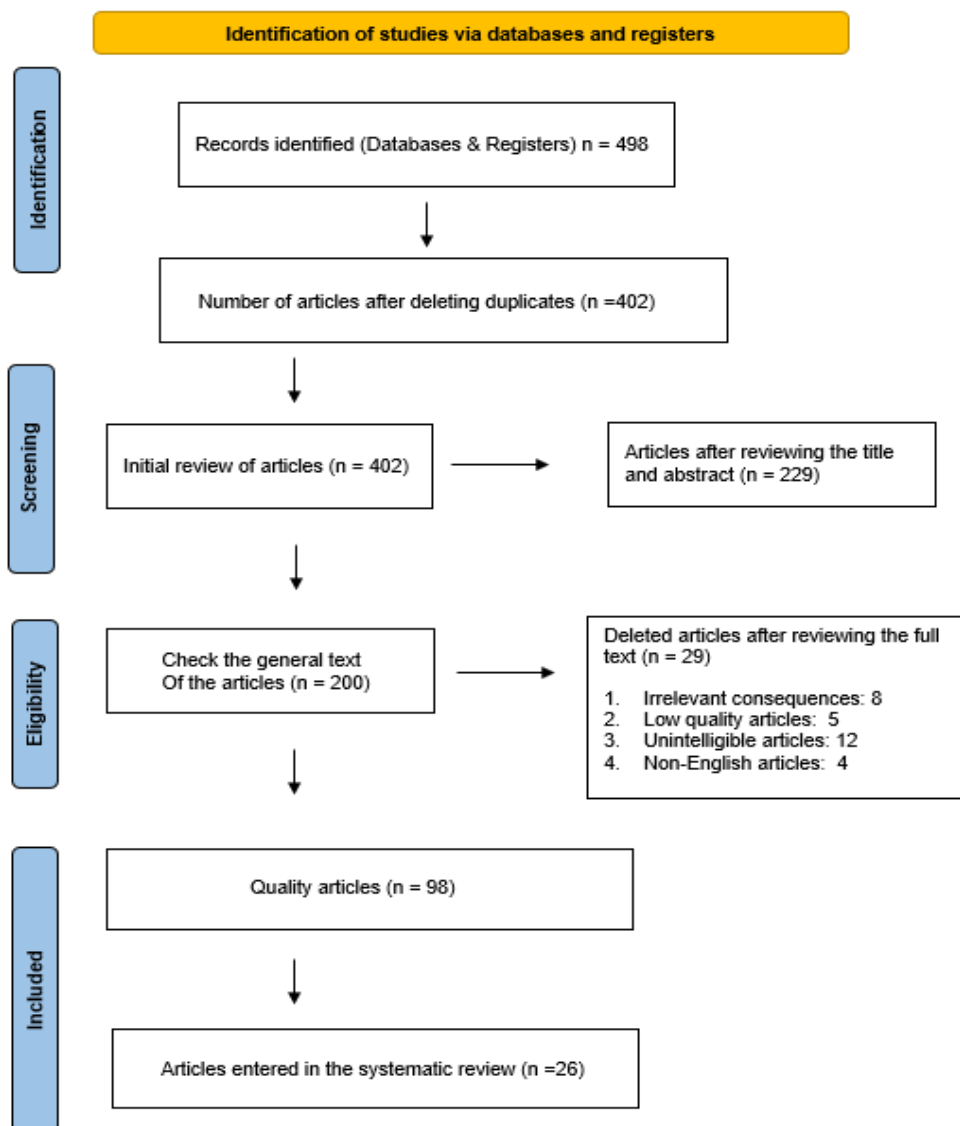 Identification of studies via databases and registers
Identification
Records identified (Databases & Registers) n = 498
Number of articles after deleting duplicates (n =402)
Screening
Initial review of articles (n = 402)
Articles after reviewing the title
and abstract (n = 229)
Eligibility
Check the general text
Of the articles (n = 200)
Deleted articles after reviewing the full
text (n = 29)
1. Irrelevant consequences: 8
2. Low quality articles: 5
3. Unintelligible articles: 12
4. Non-English articles: 4
Included
Quality articles (n = 98)
Articles entered in the systematic review (n =26)